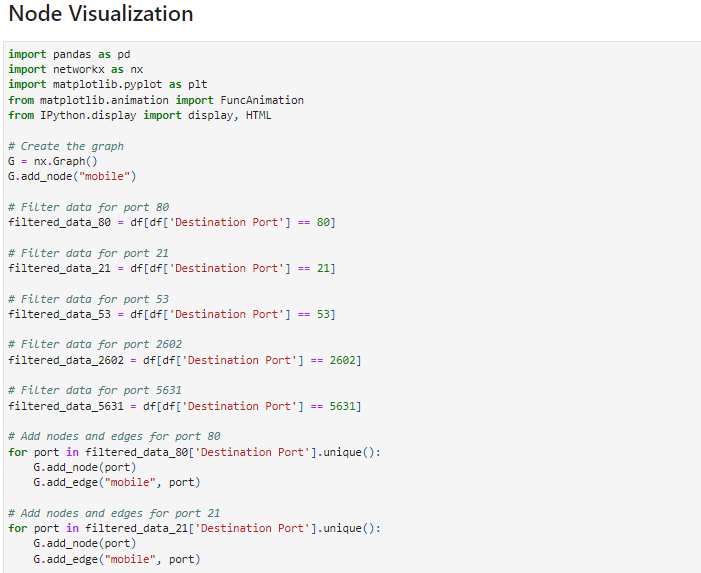 Node Visualization
import pandas as pd
import networkx as nx
import matplotlib.pyplot as plt
from matplotlib.animation import FuncAnimation
from IPython.display import display, HTML
# Create the graph
G = nx.Graph()
G.add_node("mobile")
# Filter data for port 80
filtered_data_80 = df[df['Destination Port'] == 80]
# Filter data for port 21
filtered_data_21 = df[df['Destination Port'] == 21]
# Filter data for port 53
filtered_data_53 = df[df['Destination Port'] == 53]
# Filter data for port 2602
filtered_data_2602 = df[df['Destination Port'] == 2602]
# Filter data for port 5631
filtered_data_5631 = df[df['Destination Port'] == 5631]
# Add nodes and edges for port 80
for port in filtered_data_80['Destination Port'].unique():
    G.add_node(port)
    G.add_edge("mobile", port)
# Add nodes and edges for port 21
for port in filtered_data_21['Destination Port'].unique():
    G.add_node(port)
    G.add_edge("mobile", port)